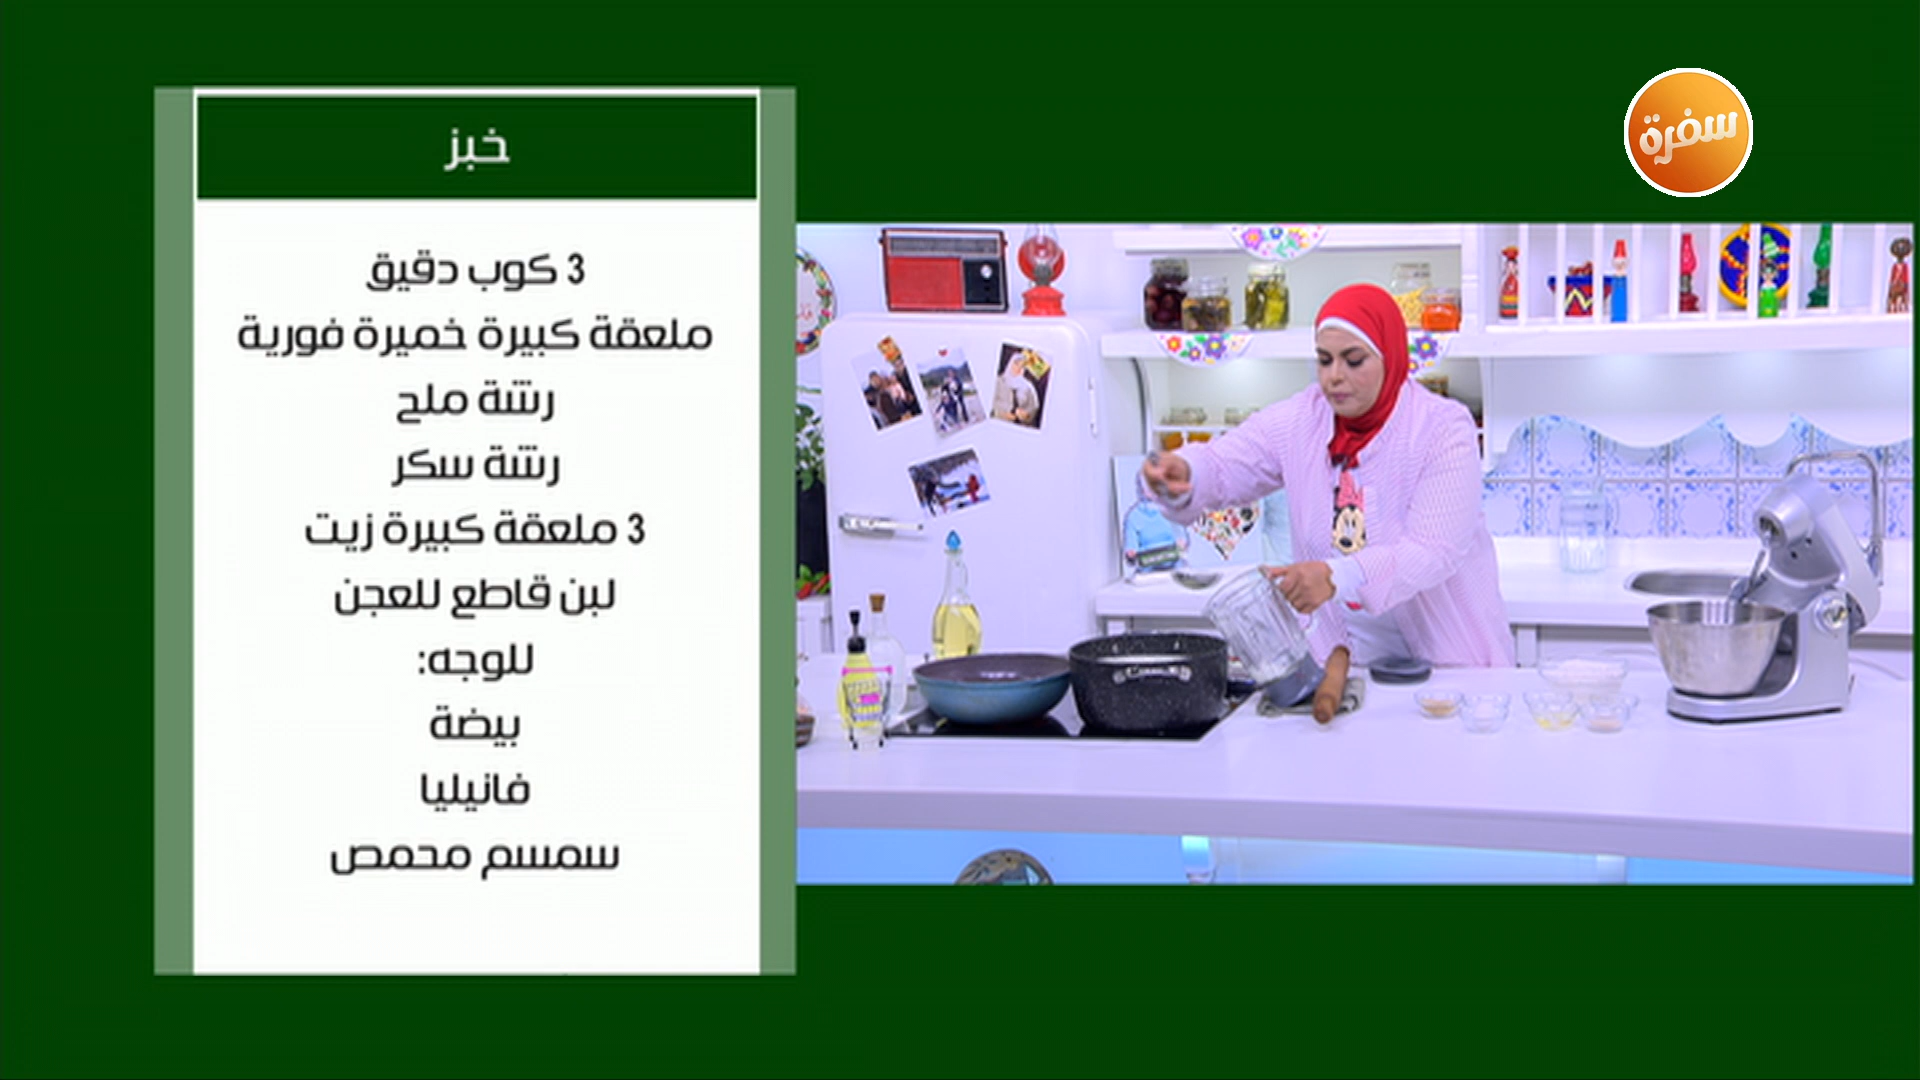 سفرة
خبز
3 كوب دقيق
ملعقة كبيرة خميرة فورية
رشة ملح
رشة سكر
3 ملعقة كبيرة زيت
لبن قاطع للعجن
للوجه:
بيضة
فانيليا
سمسم محمص